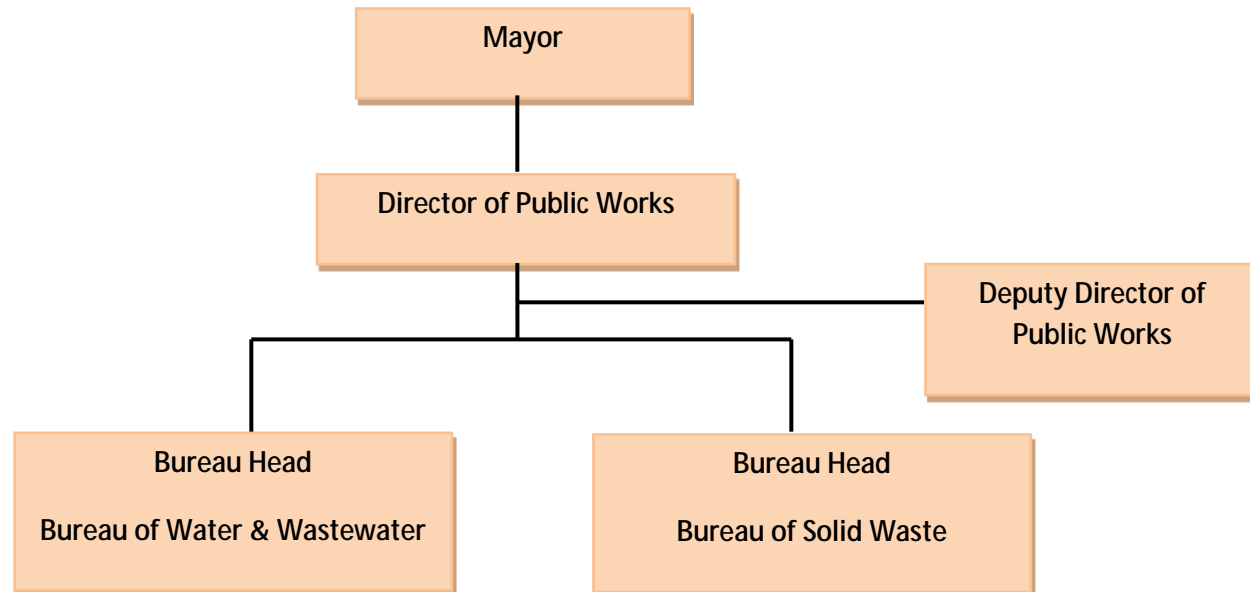 Mayor
Director of Public Works
Deputy Director of
Public Works
Bureau Head
Bureau of Water & Wastewater
Bureau Head
Bureau of Solid Waste